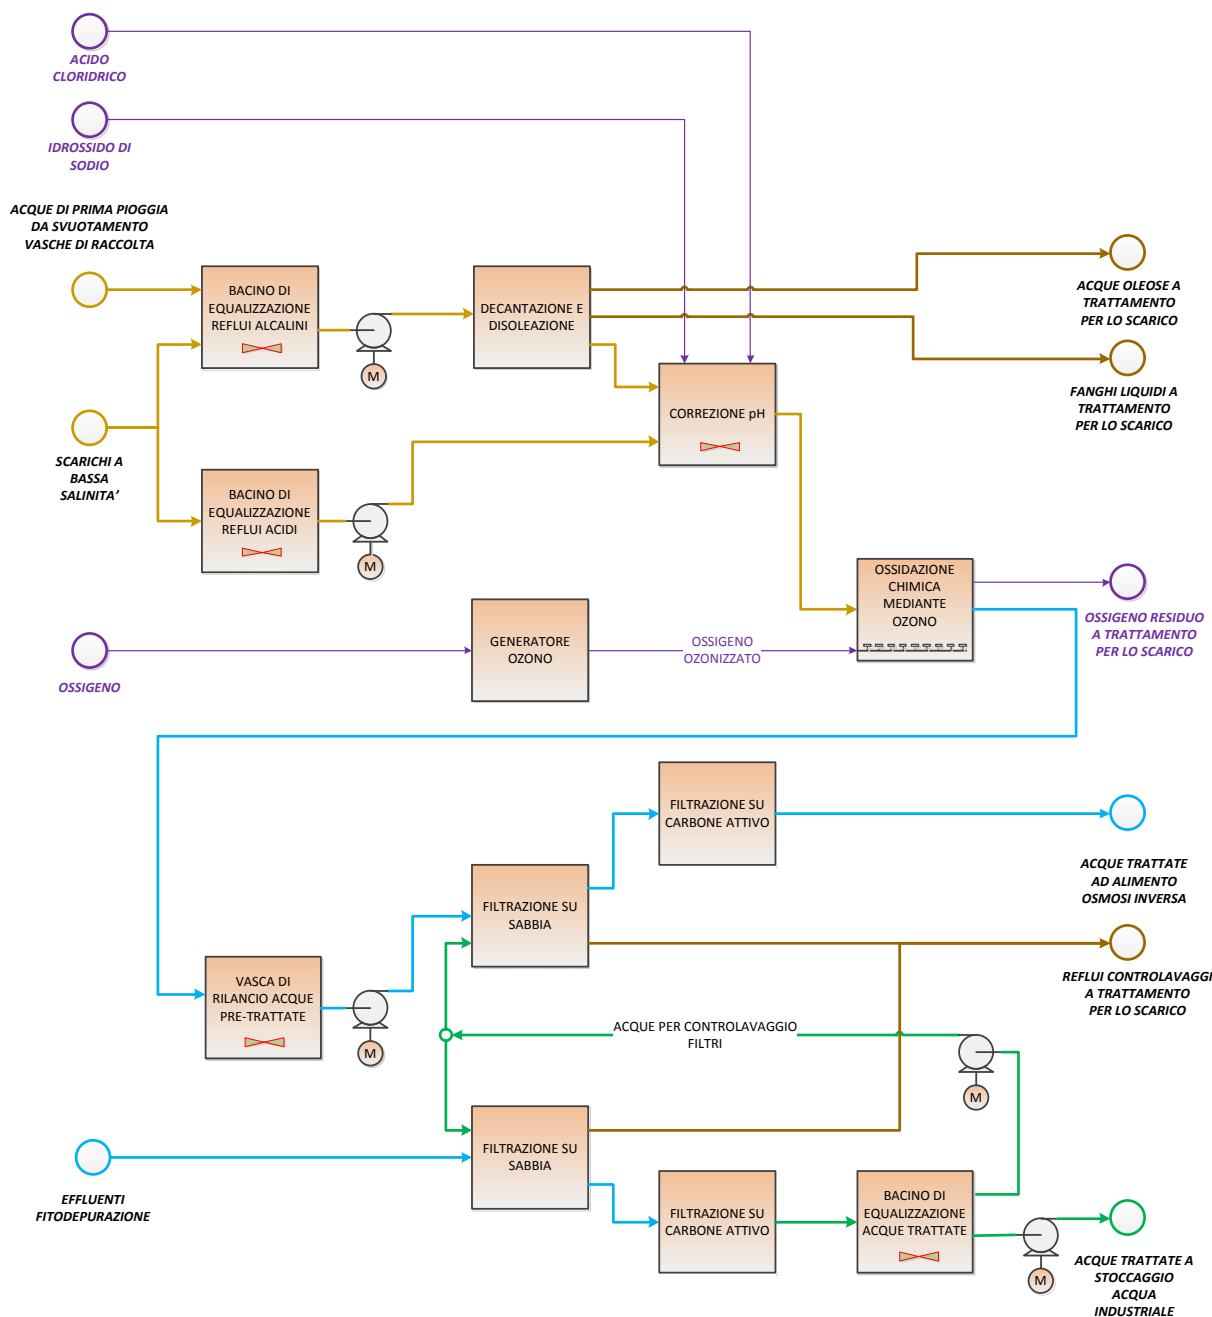 ACIDO
CLORIDRICO
IDROSSIDO DI
SODIO
ACQUE DI PRIMA PIOGGIA
DA SVUOTAMENTO
VASCHE DI RACCOLTA
BACINO DI
EQUALIZZAZIONE
REFLUI ALCALINI
M
DECANTAZIONE E
DISOLEAZIONE
ACQUE OLEOSE A
TRATTAMENTO
PER LO SCARICO
FANGHI LIQUIDI A
TRATTAMENTO
PER LO SCARICO
CORREZIONE pH
SCARICHI A
BASSA
SALINITA’
BACINO DI
EQUALIZZAZIONE
REFLUI ACIDI
M
OSSIDAZIONE
CHIMICA
MEDIANTE
OZONO
OSSIGENO RESIDUO
A TRATTAMENTO
PER LO SCARICO
OSSIGENO
GENERATORE
OZONO
OSSIGENO
OZONIZZATO
FILTRAZIONE SU
CARBONE ATTIVO
ACQUE TRATTATE
AD ALIMENTO
OSMOSI INVERSA
FILTRAZIONE SU
SABBIA
REFLUI CONTROLAVAGGI
A TRATTAMENTO
PER LO SCARICO
VASCA DI
RILANCIO ACQUE
PRE-TRATTATE
M
ACQUE PER CONTROLAVAGGIO
FILTRI
M
FILTRAZIONE SU
SABBIA
EFFLUENTI
FITODEPURAZIONE
FILTRAZIONE SU
CARBONE ATTIVO
BACINO DI
EQUALIZZAZIONE
ACQUE TRATTATE
M
ACQUE TRATTATE A
STOCCAGGIO
ACQUA
INDUSTRIALE